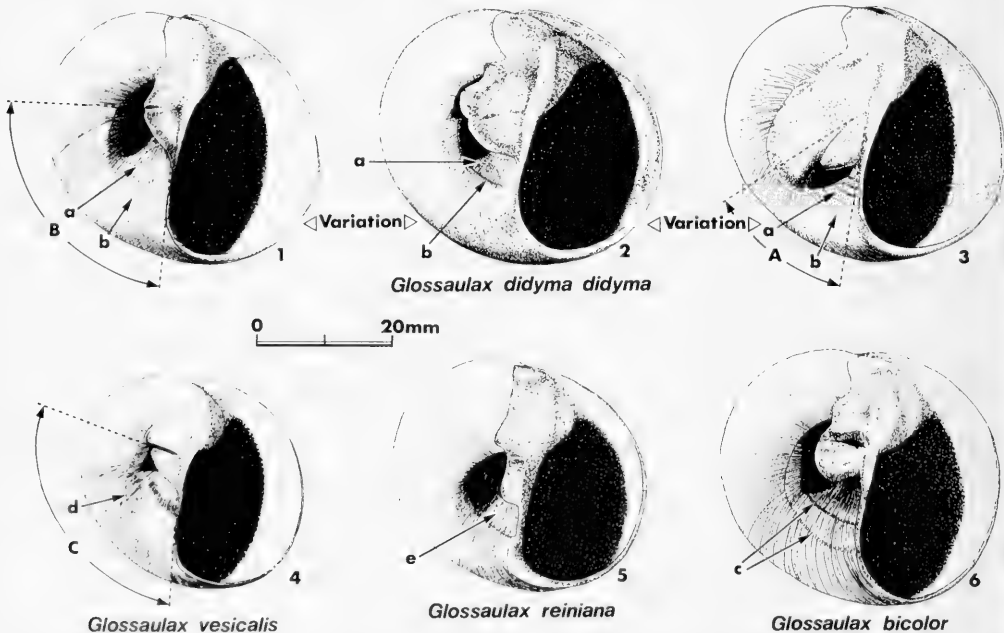 B
a
b
1
◁ Variation ▷
a
b
2
Glossaulax didyma didyma
◁ Variation ▷
a
A
b
3
0 20mm
d
C
4
Glossaulax vesicalis
e
5
Glossaulax reiniana
c
6
Glossaulax bicolor